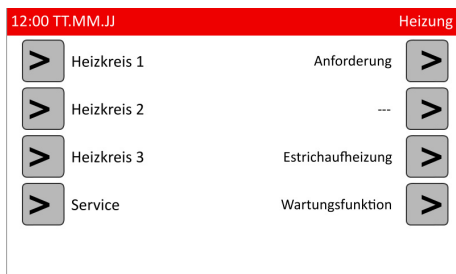 12:00 TT.MM.JJ Heizung
> Heizkreis 1 Anforderung >
> Heizkreis 2 --- >
> Heizkreis 3 Estrichaufheizung >
> Service Wartungsfunktion >